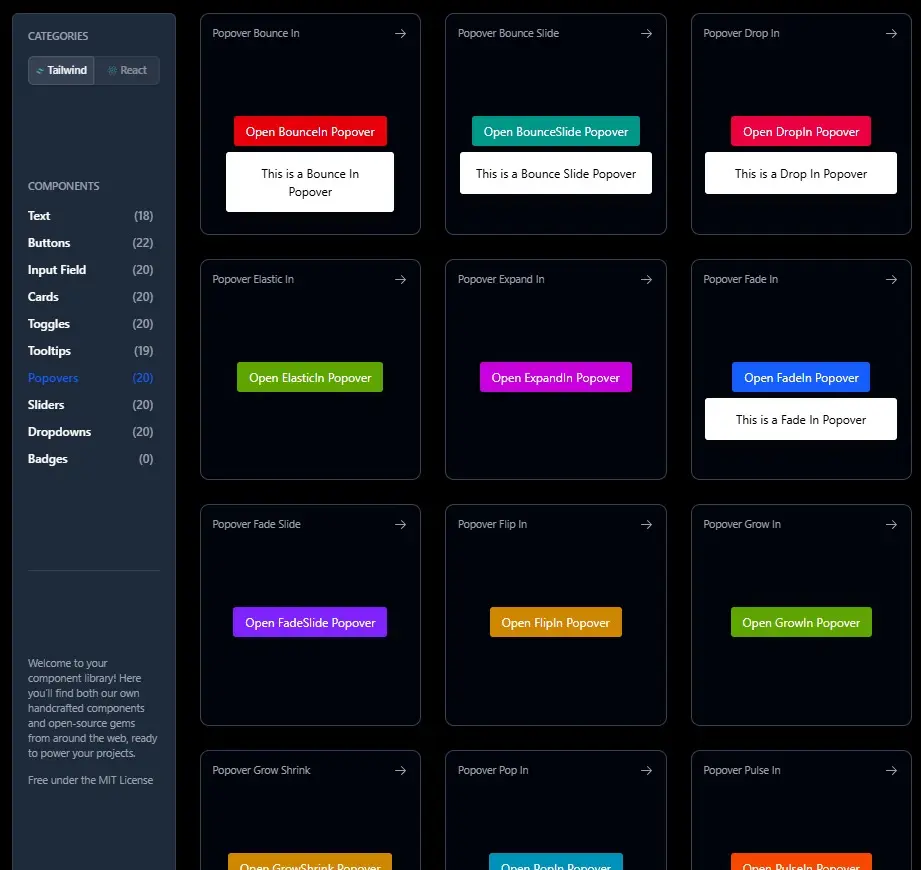 CATEGORIES
Tailwind
React
COMPONENTS
Text (18)
Buttons (22)
Input Field (20)
Cards (20)
Toggles (20)
Tooltips (19)
Popovers (20)
Sliders (20)
Dropdowns (20)
Badges (0)
Welcome to your
component library! Here
you'll find both our own
handcrafted components
and open-source gems
from around the web, ready
to power your projects.
Free under the MIT License
Popover Bounce In
Open BounceIn Popover
This is a Bounce In
Popover
Popover Bounce Slide
Open BounceSlide Popover
This is a Bounce Slide Popover
Popover Drop In
Open DropIn Popover
This is a Drop In Popover
Popover Elastic In
Open ElasticIn Popover
Popover Expand In
Open ExpandIn Popover
Popover Fade In
Open FadeIn Popover
This is a Fade In Popover
Popover Fade Slide
Open FadeSlide Popover
Popover Flip In
Open FlipIn Popover
Popover Grow In
Open GrowIn Popover
Popover Grow Shrink
Open GrowShrink Popover
Popover Pop In
Open PopIn Popover
Popover Pulse In
Open PulseIn Popover